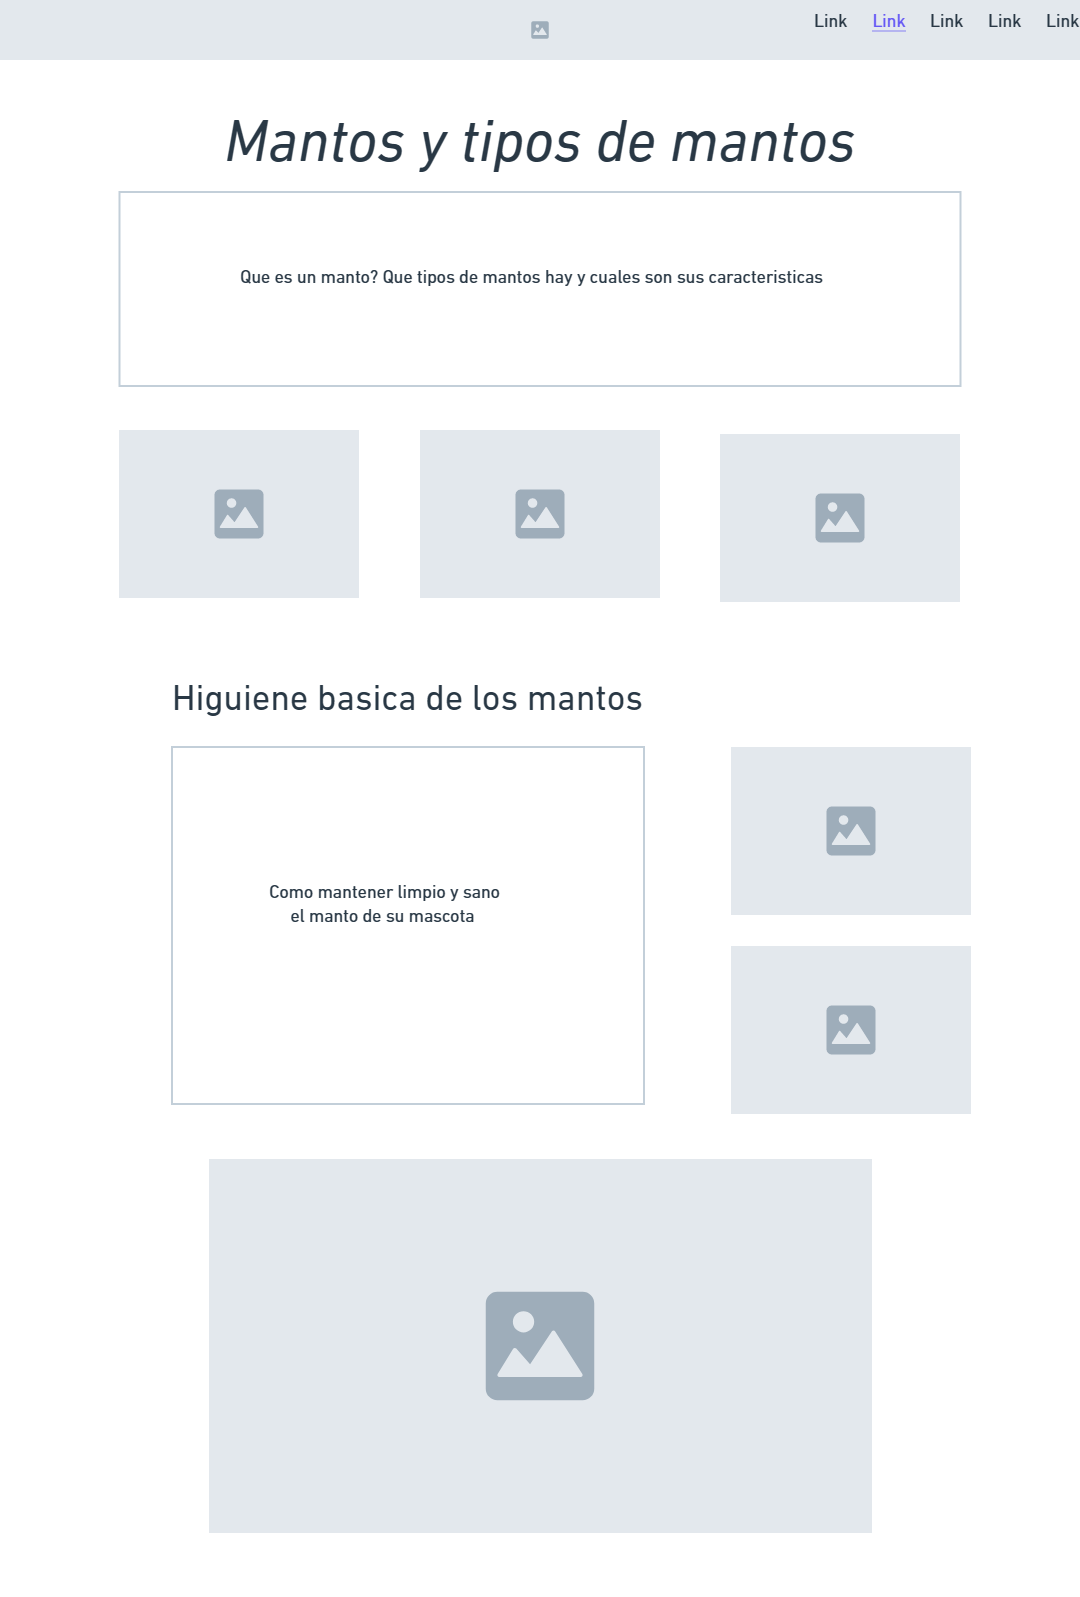 Link Link Link Link Link
Mantos y tipos de mantos
Que es un manto? Que tipos de mantos hay y cuales son sus caracteristicas
Higuiene basica de los mantos
Como mantener limpio y sano
el manto de su mascota